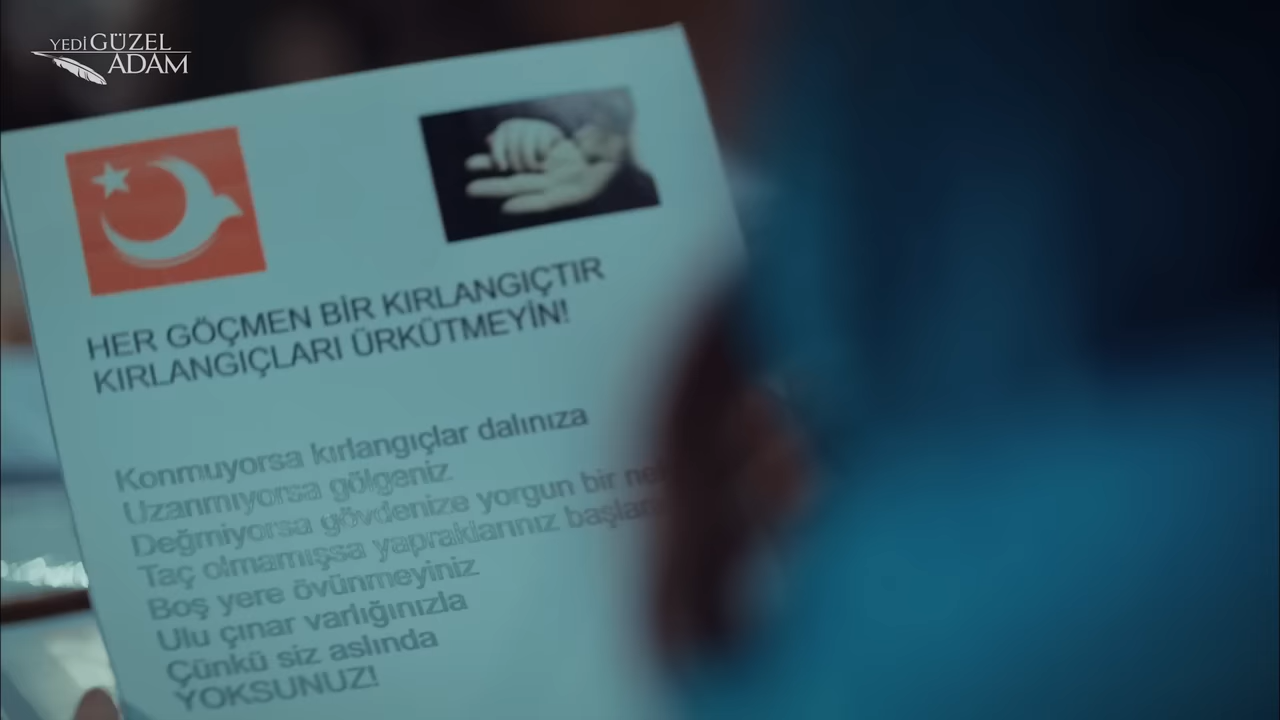 YEDİ GÜZEL
ADAM
HER GÖÇMEN BİR KIRLANGIÇTIR
KIRLANGIÇLARI ÜRKÜTMEYİN!
Konmuyorsa kırlangıçlar dalınıza
Uzanmıyorsa gölgeniz
Değmiyorsa gövdenize yorgun bir
Taç olmamışsa yapraklarınız
Boş yere övünmeyiniz
Ulu çınar varlığınızla
Çünkü siz aslında
YOKSUNUZ!